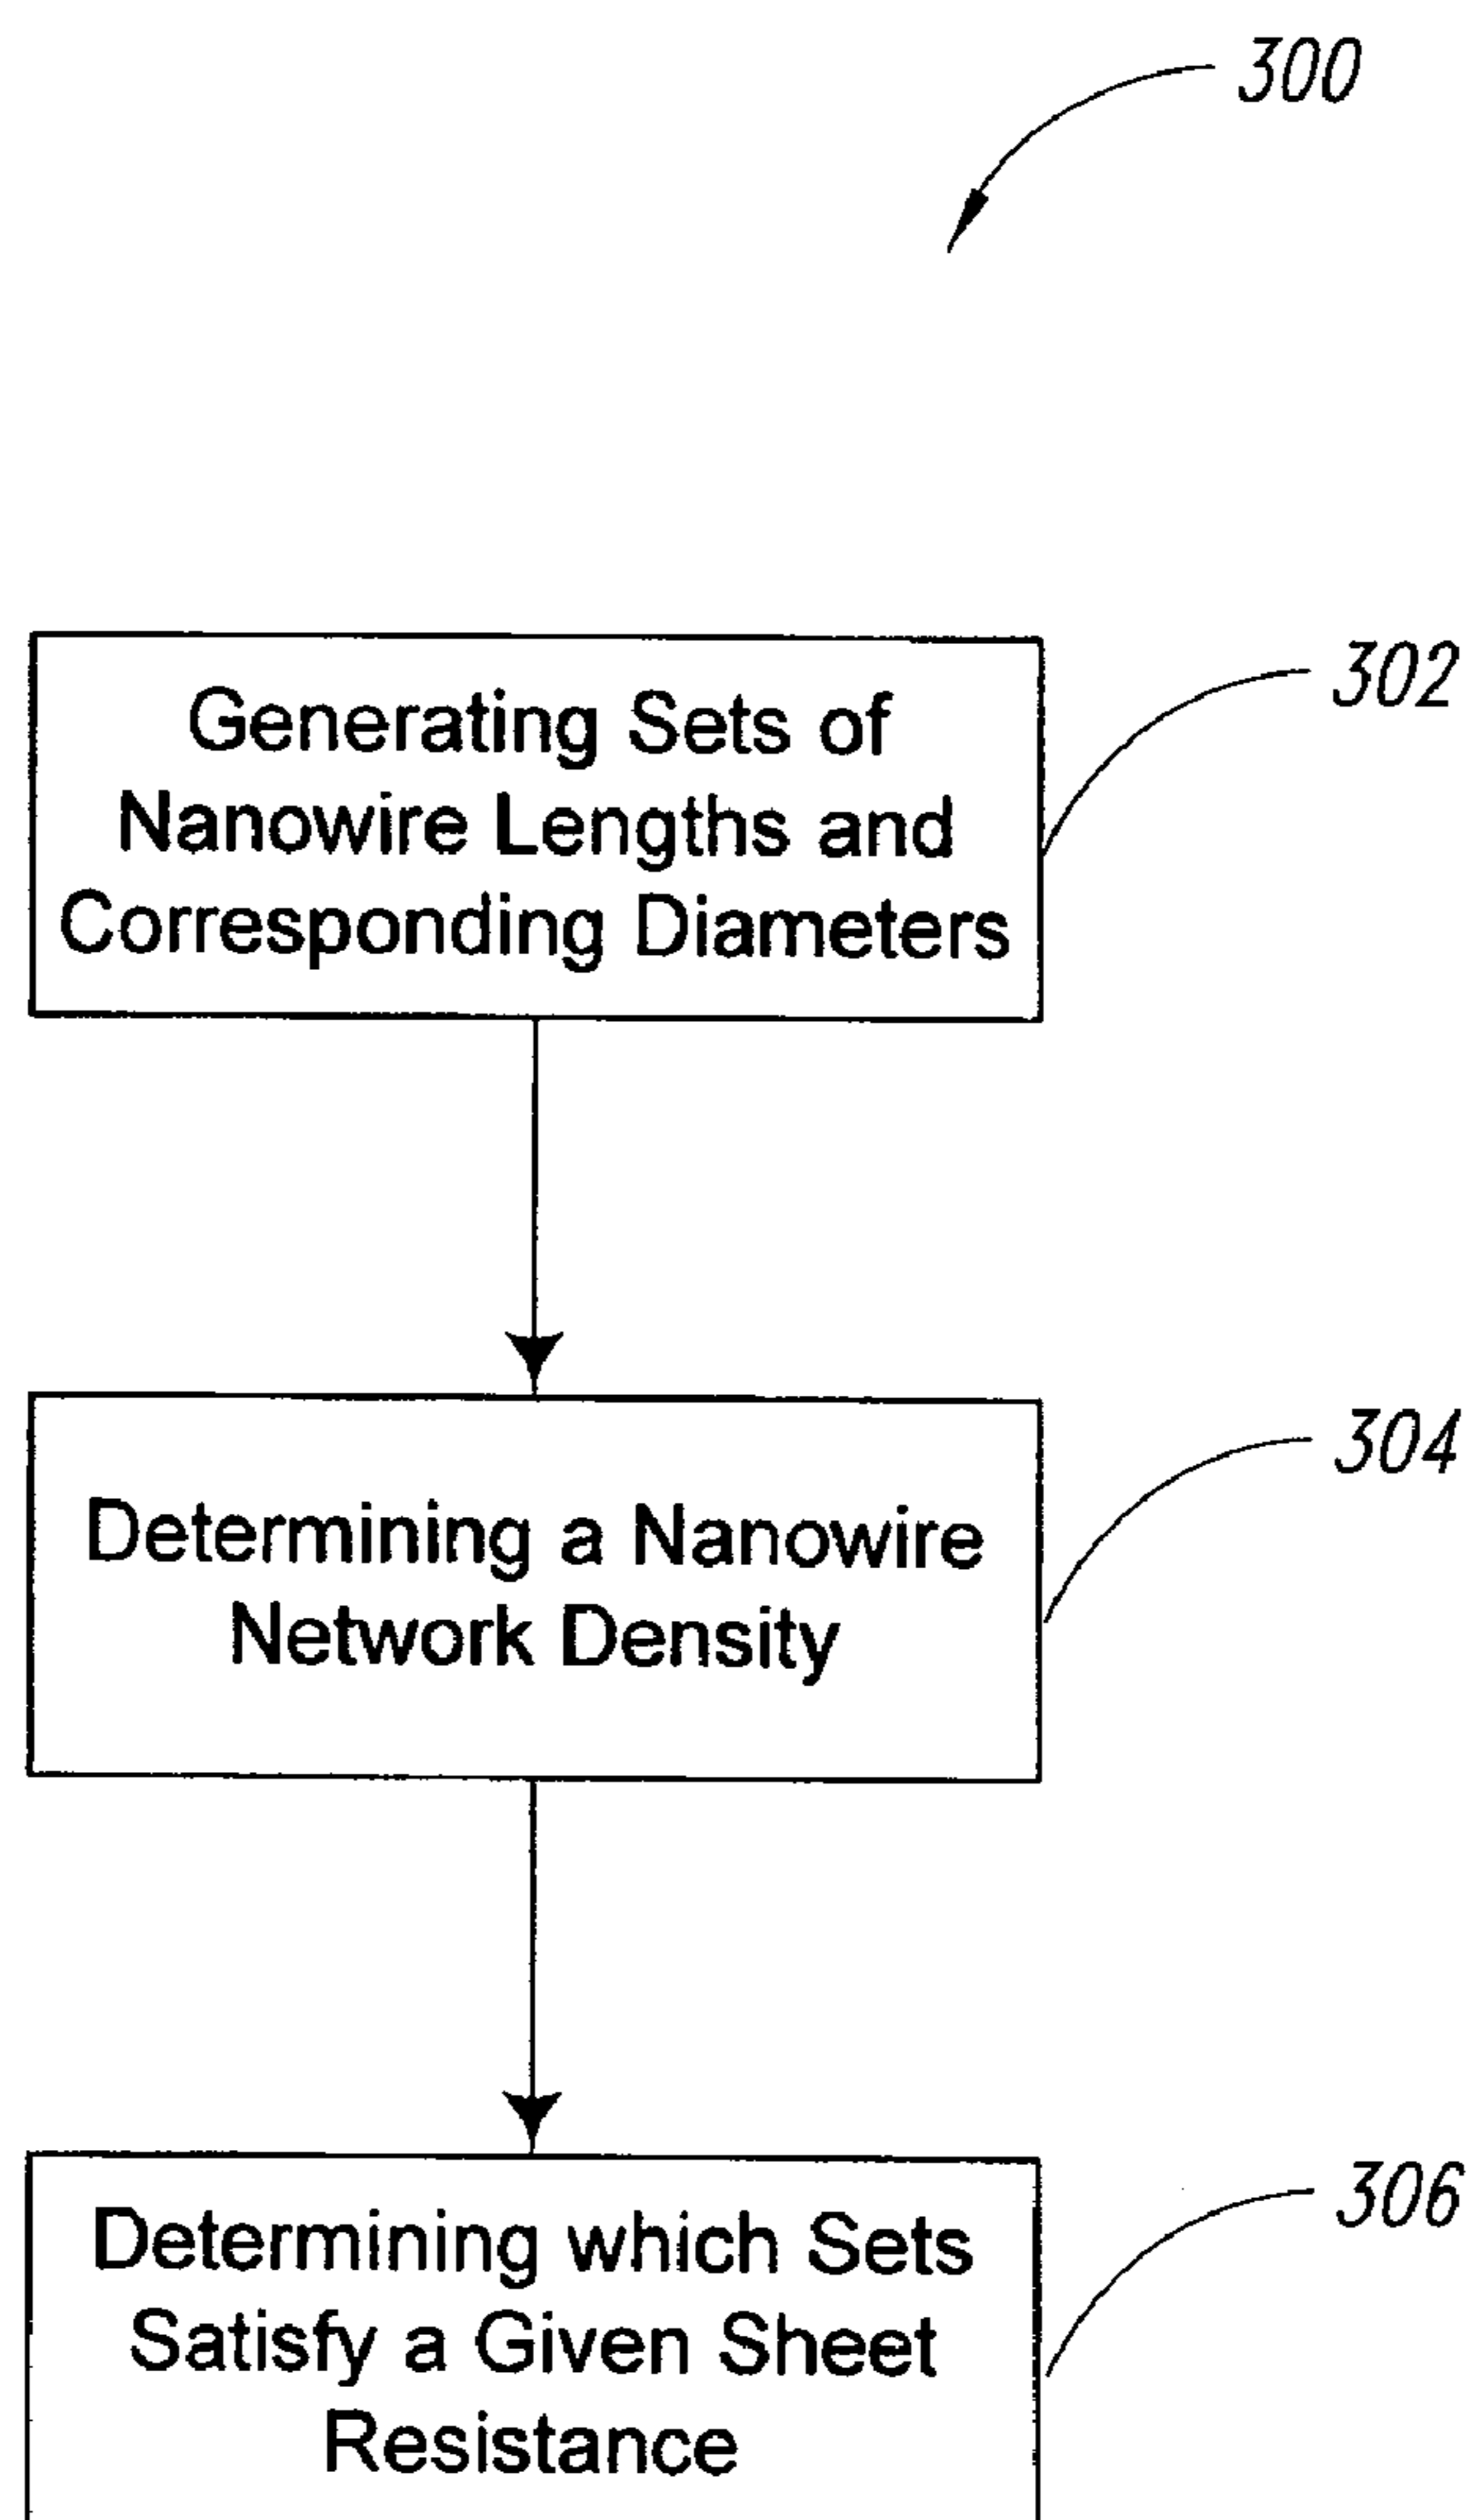 300
302
Generating Sets of
Nanowire Lengths and
Corresponding Diameters
304
Determining a Nanowire
Network Density
306
Determining which Sets
Satisfy a Given Sheet
Resistance